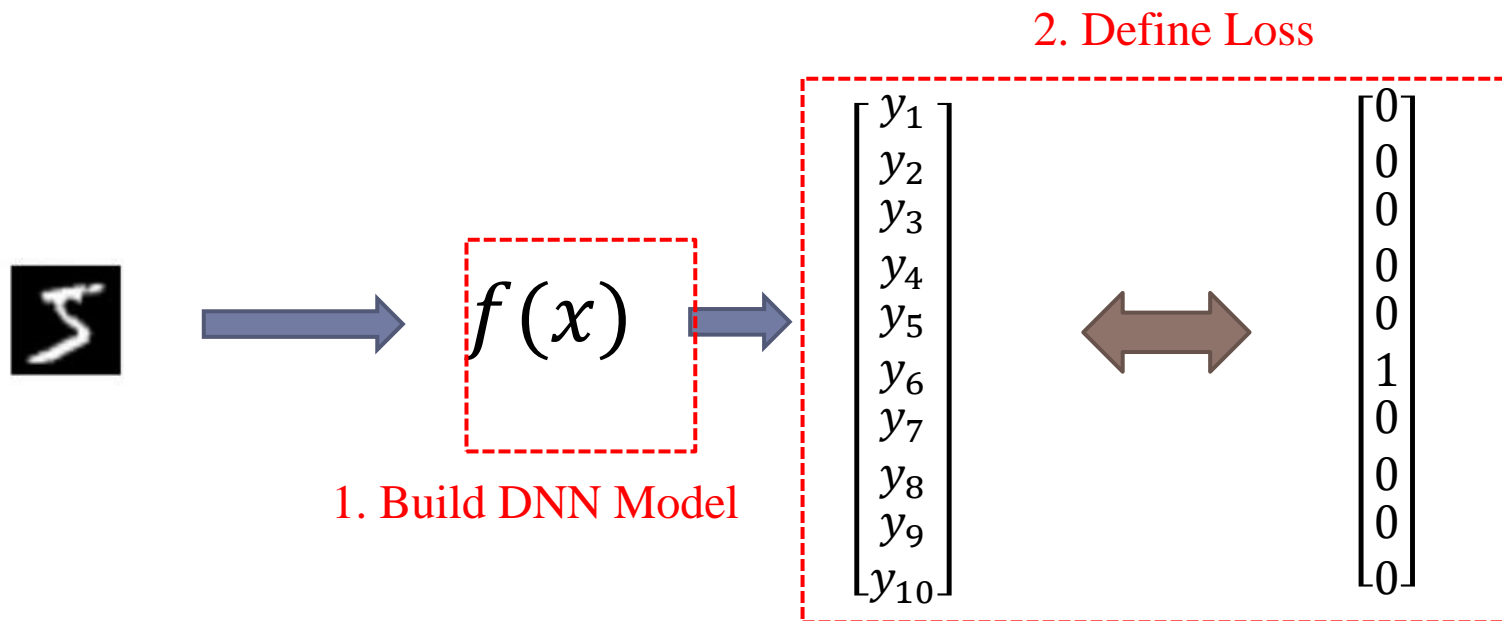 2. Define Loss
5
f(x)
1. Build DNN Model
y₁
y₂
y₃
y₄
y₅
y₆
y₇
y₈
y₉
y₁₀
0
0
0
0
0
1
0
0
0
0